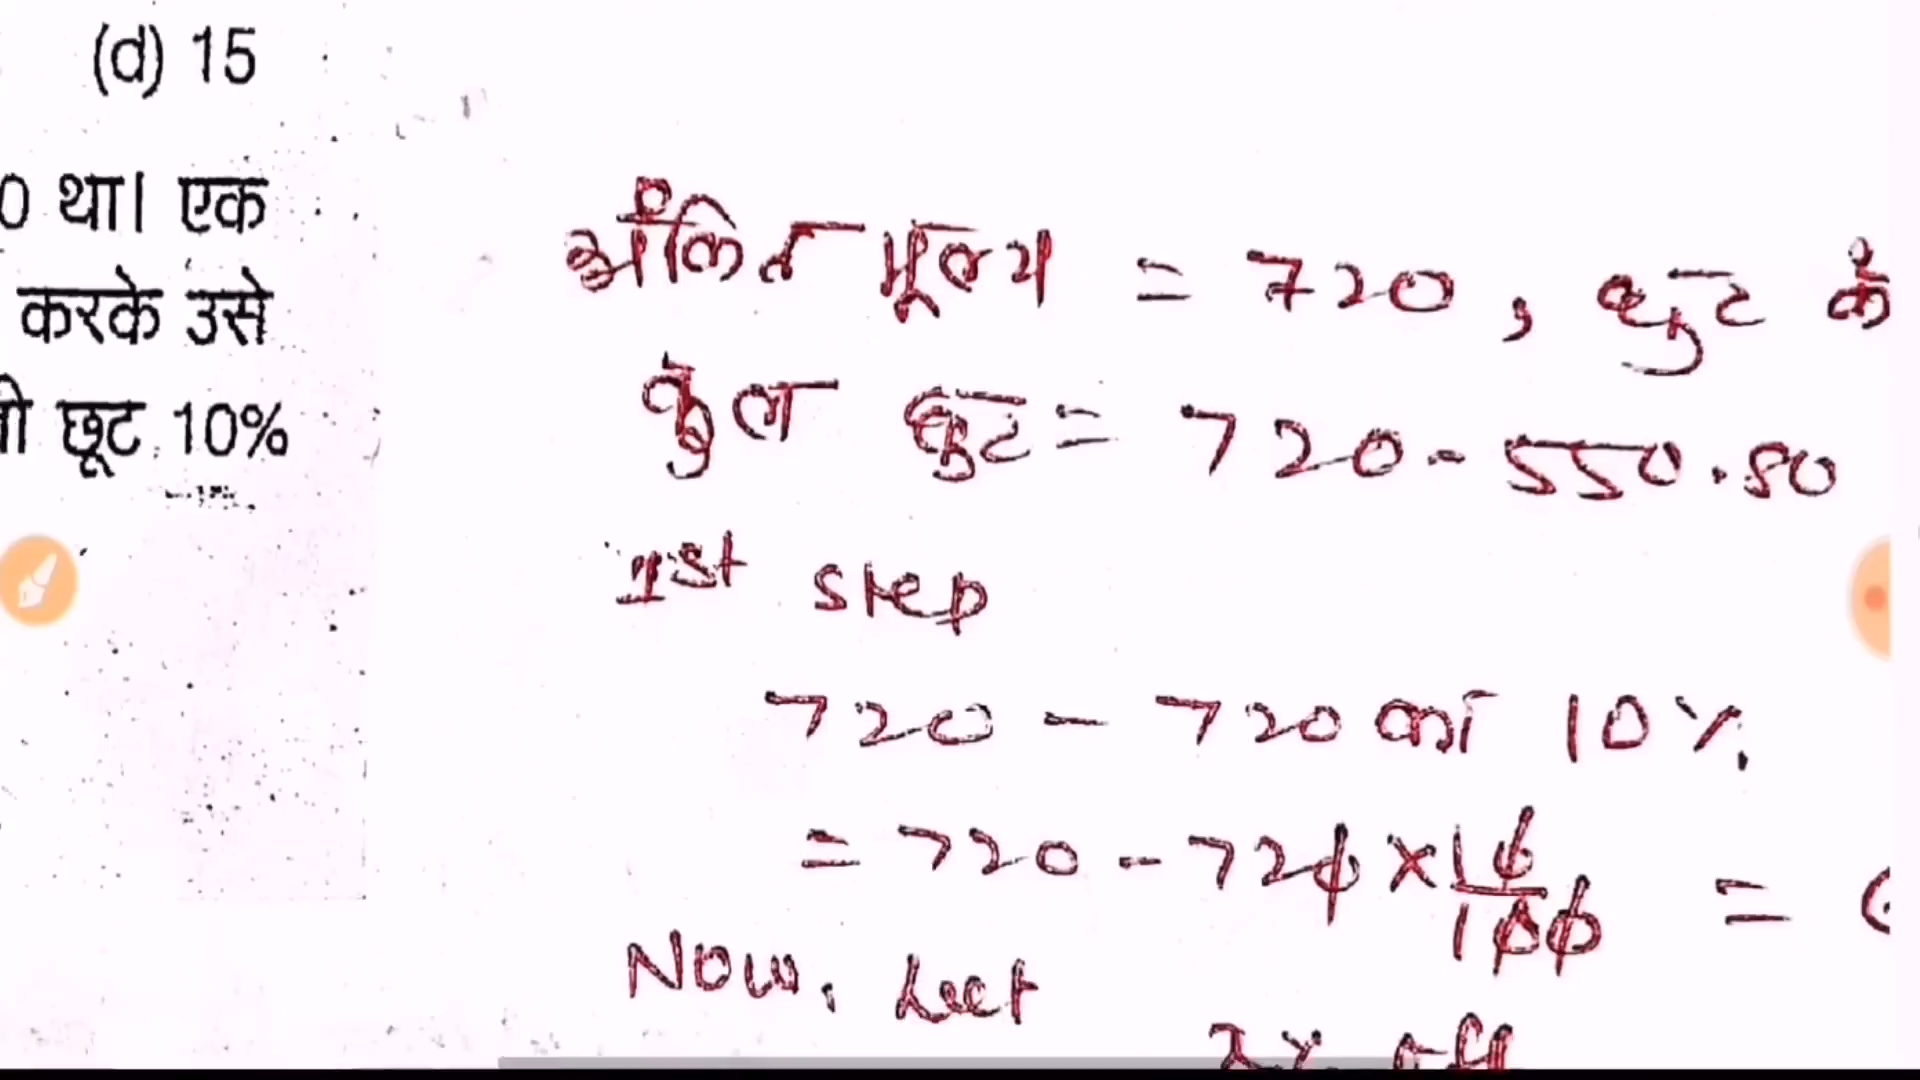 (d) 15
0 था। एक
करके उसे
छूट 10%
अंकित मूल्य = 720, छुट के
कुल छुट = 720 - 550.80
1st step
720 - 720 का 10%
= 720 - 720 × 10/100 =
Now, Let